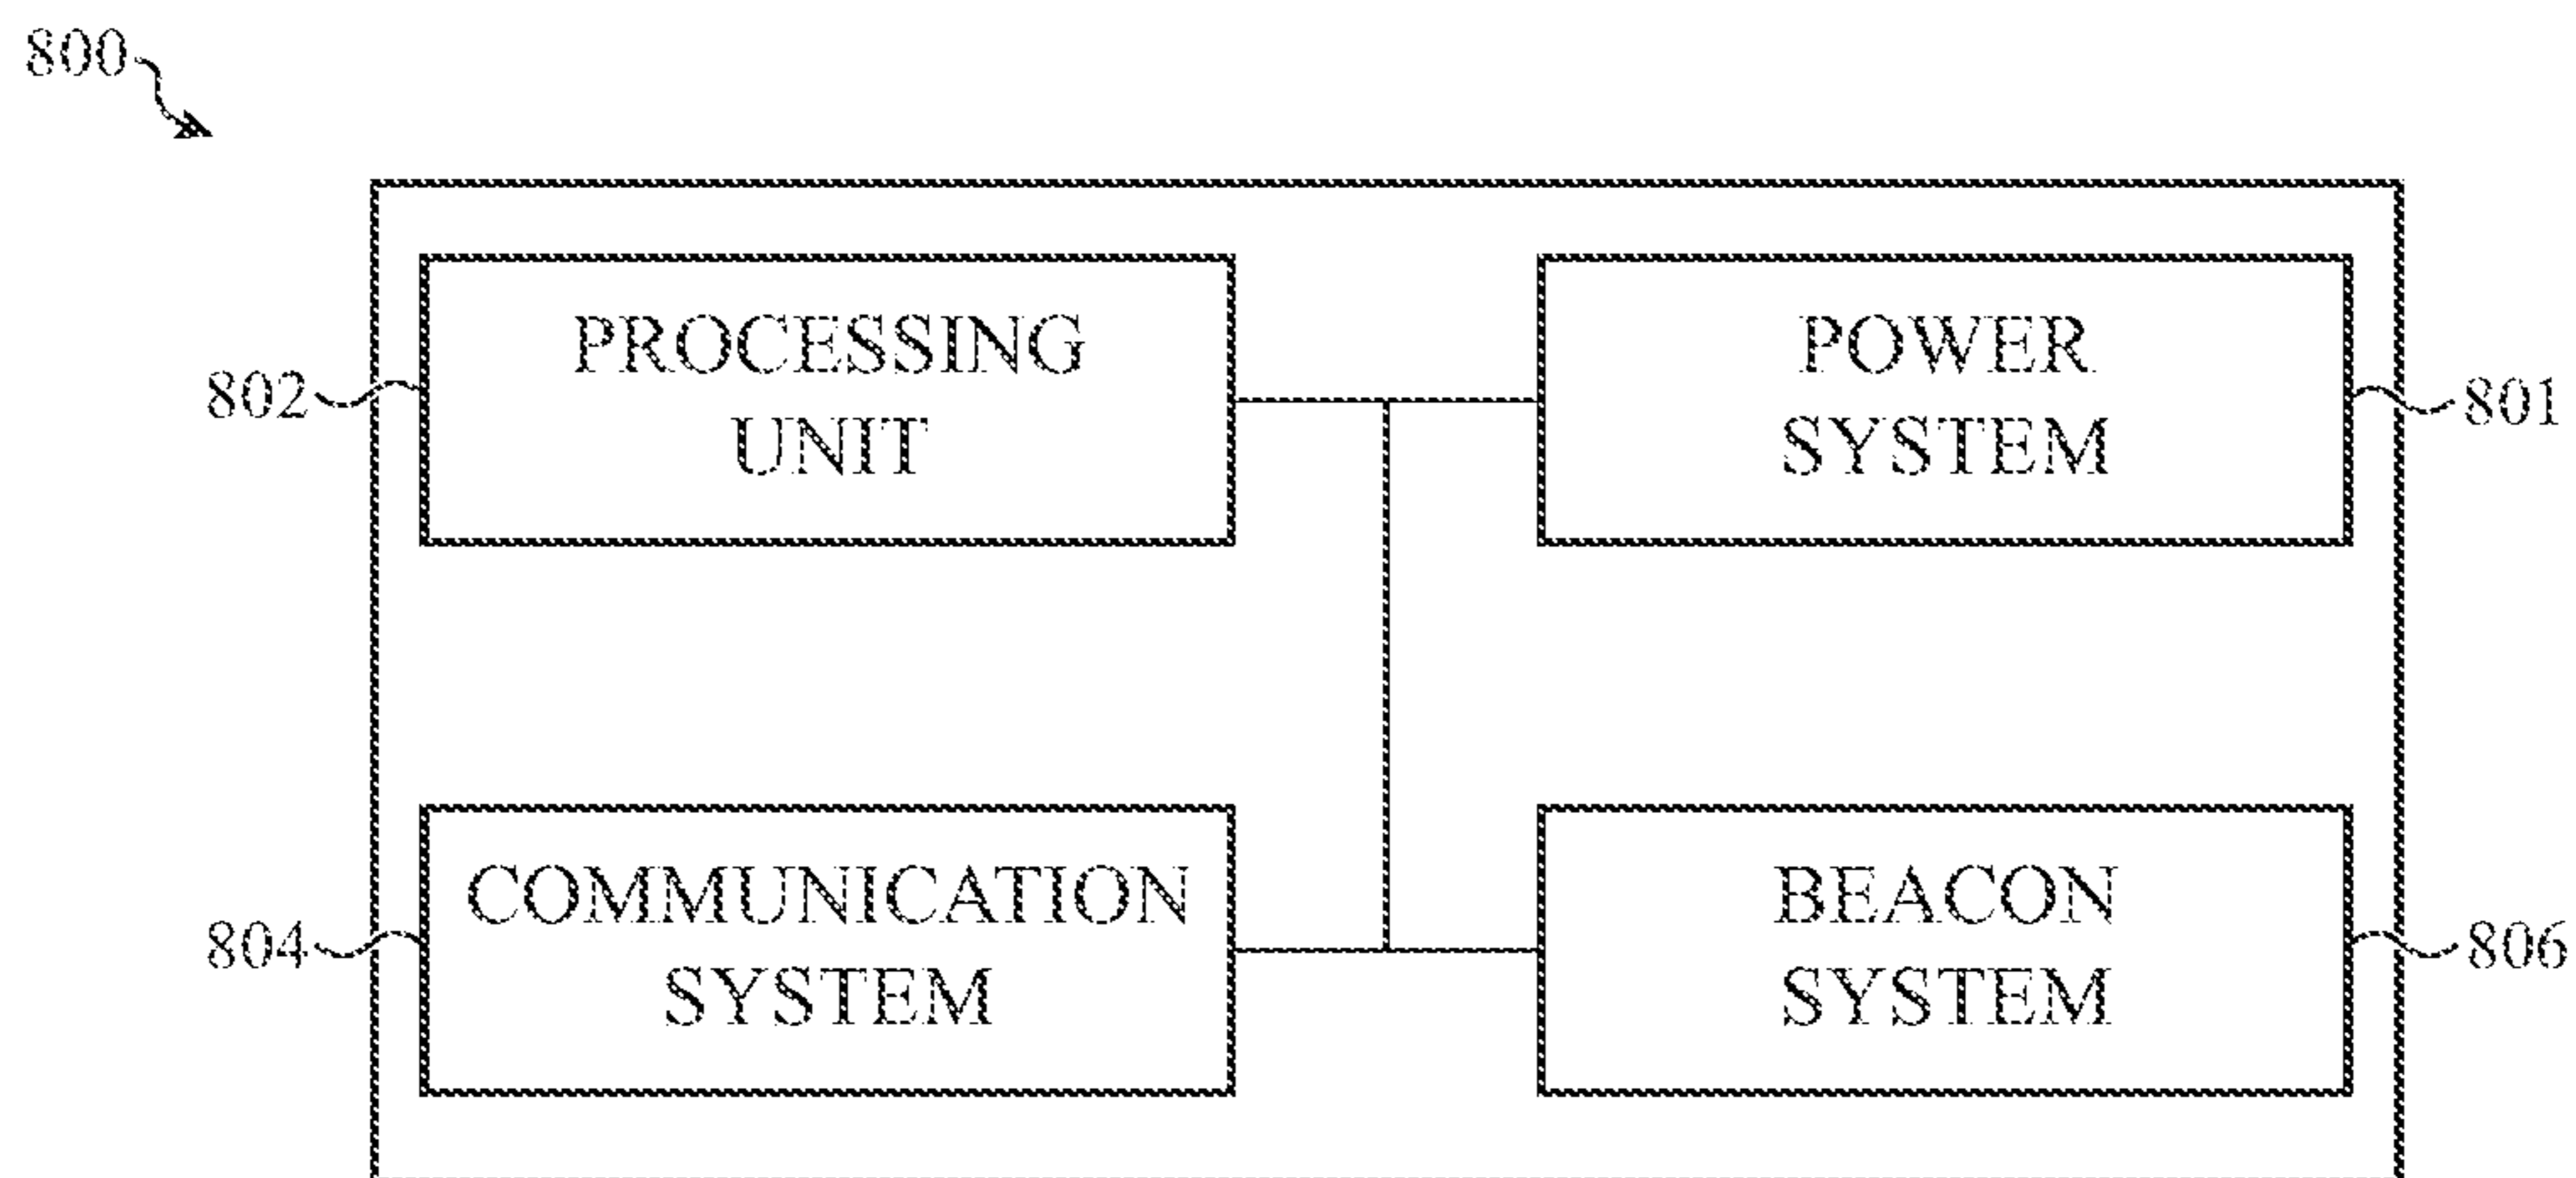 800
PROCESSING
UNIT
802
POWER
SYSTEM
801
COMMUNICATION
SYSTEM
804
BEACON
SYSTEM
806